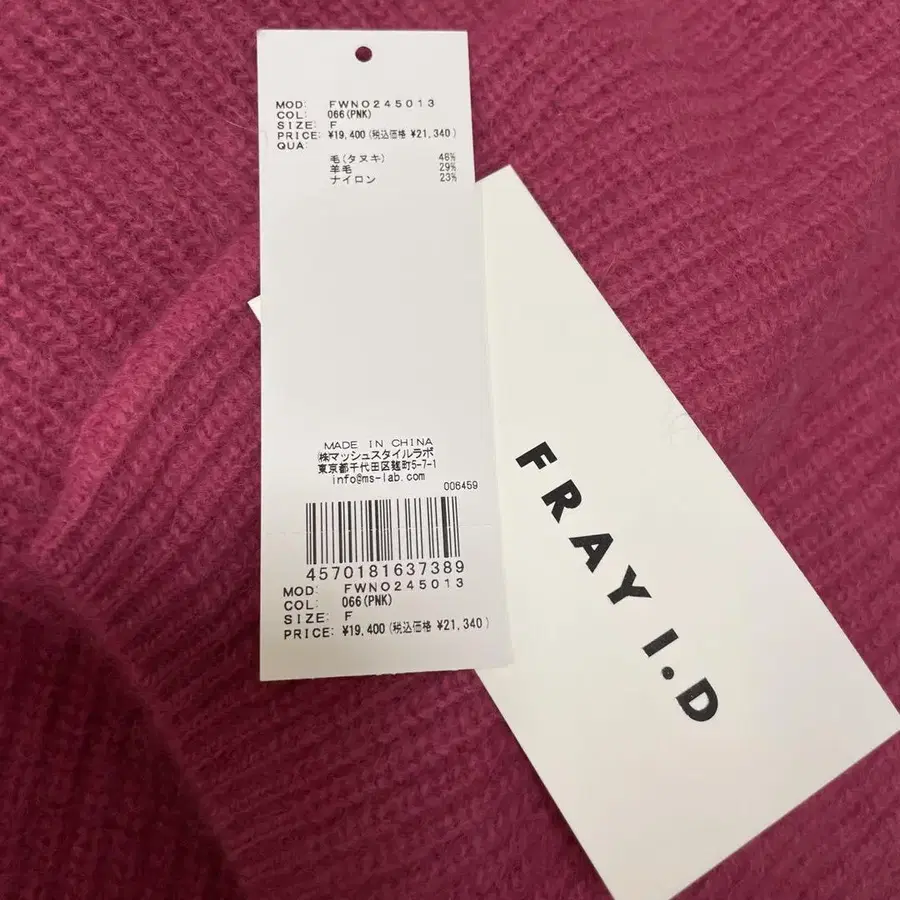 MOD: FWNO245013
COL: 066(PNK)
SIZE: F
PRICE: ¥19,400(税込価格 ¥21,340)
QUA:
毛(タヌキ) 48%
羊毛 29%
ナイロン 23%
MADE IN CHINA
㈱マッシュスタイルラボ
東京都千代田区麹町5-7-1
info@ms-lab.com
006459
4570181637389
MOD: FWNO245013
COL: 066(PNK)
SIZE: F
PRICE: ¥19,400(税込価格 ¥21,340)
FRAY I.D